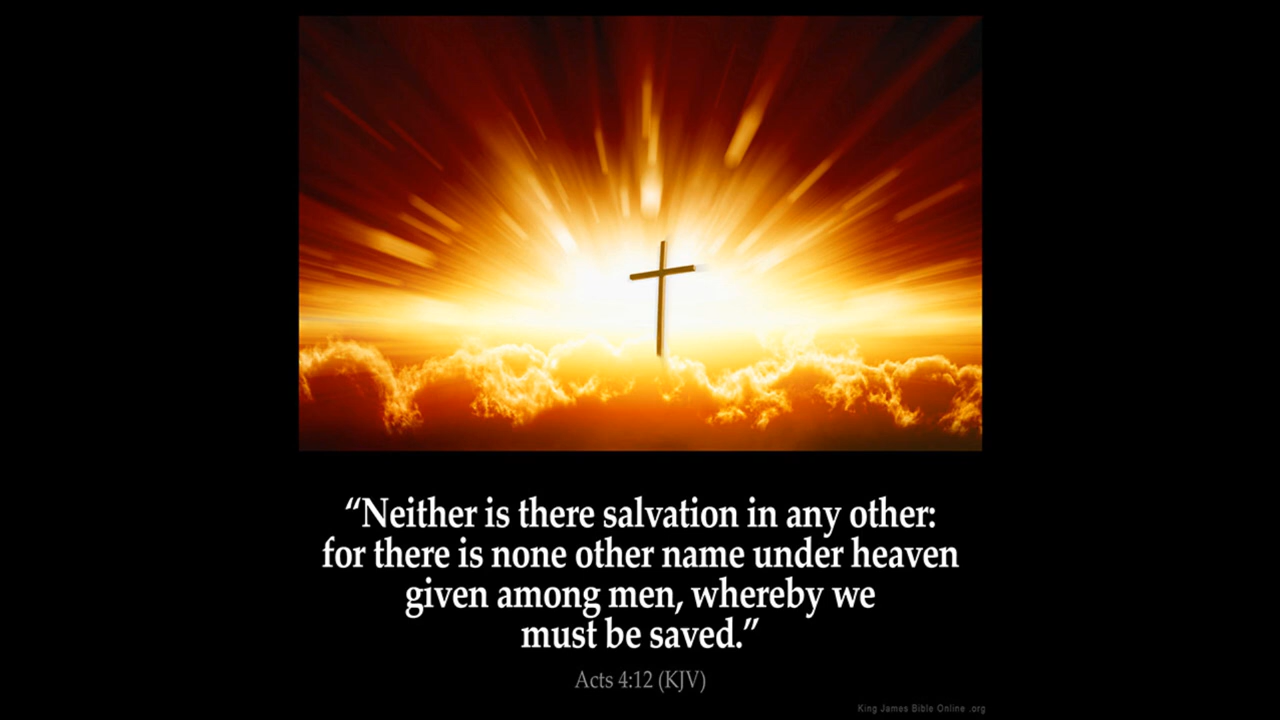 “Neither is there salvation in any other:
for there is none other name under heaven
given among men, whereby we
must be saved.”
Acts 4:12 (KJV)
King James Bible Online .org